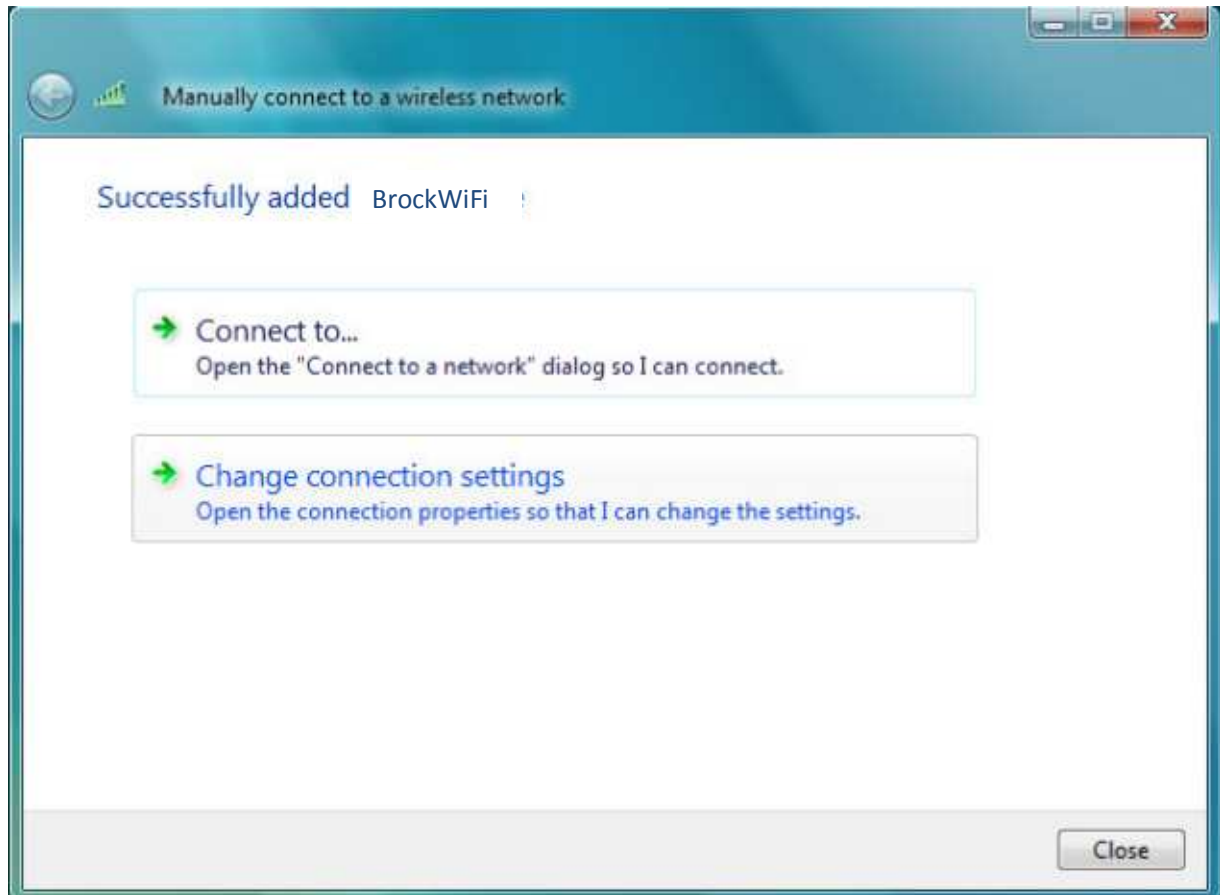 Manually connect to a wireless network
Successfully added BrockWiFi
Connect to...
Open the "Connect to a network" dialog so I can connect.
Change connection settings
Open the connection properties so that I can change the settings.
Close